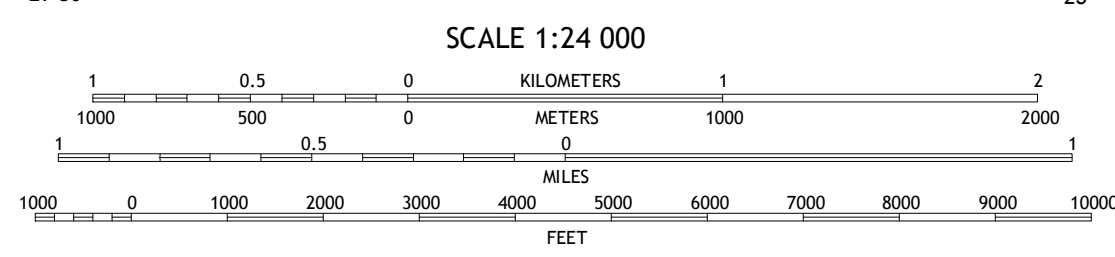 SCALE 1:24 000
1 0.5 0 KILOMETERS 1 2
1000 500 0 METERS 1000 2000
1 0.5 0 1
MILES
1000 0 1000 2000 3000 4000 5000 6000 7000 8000 9000 10000
FEET